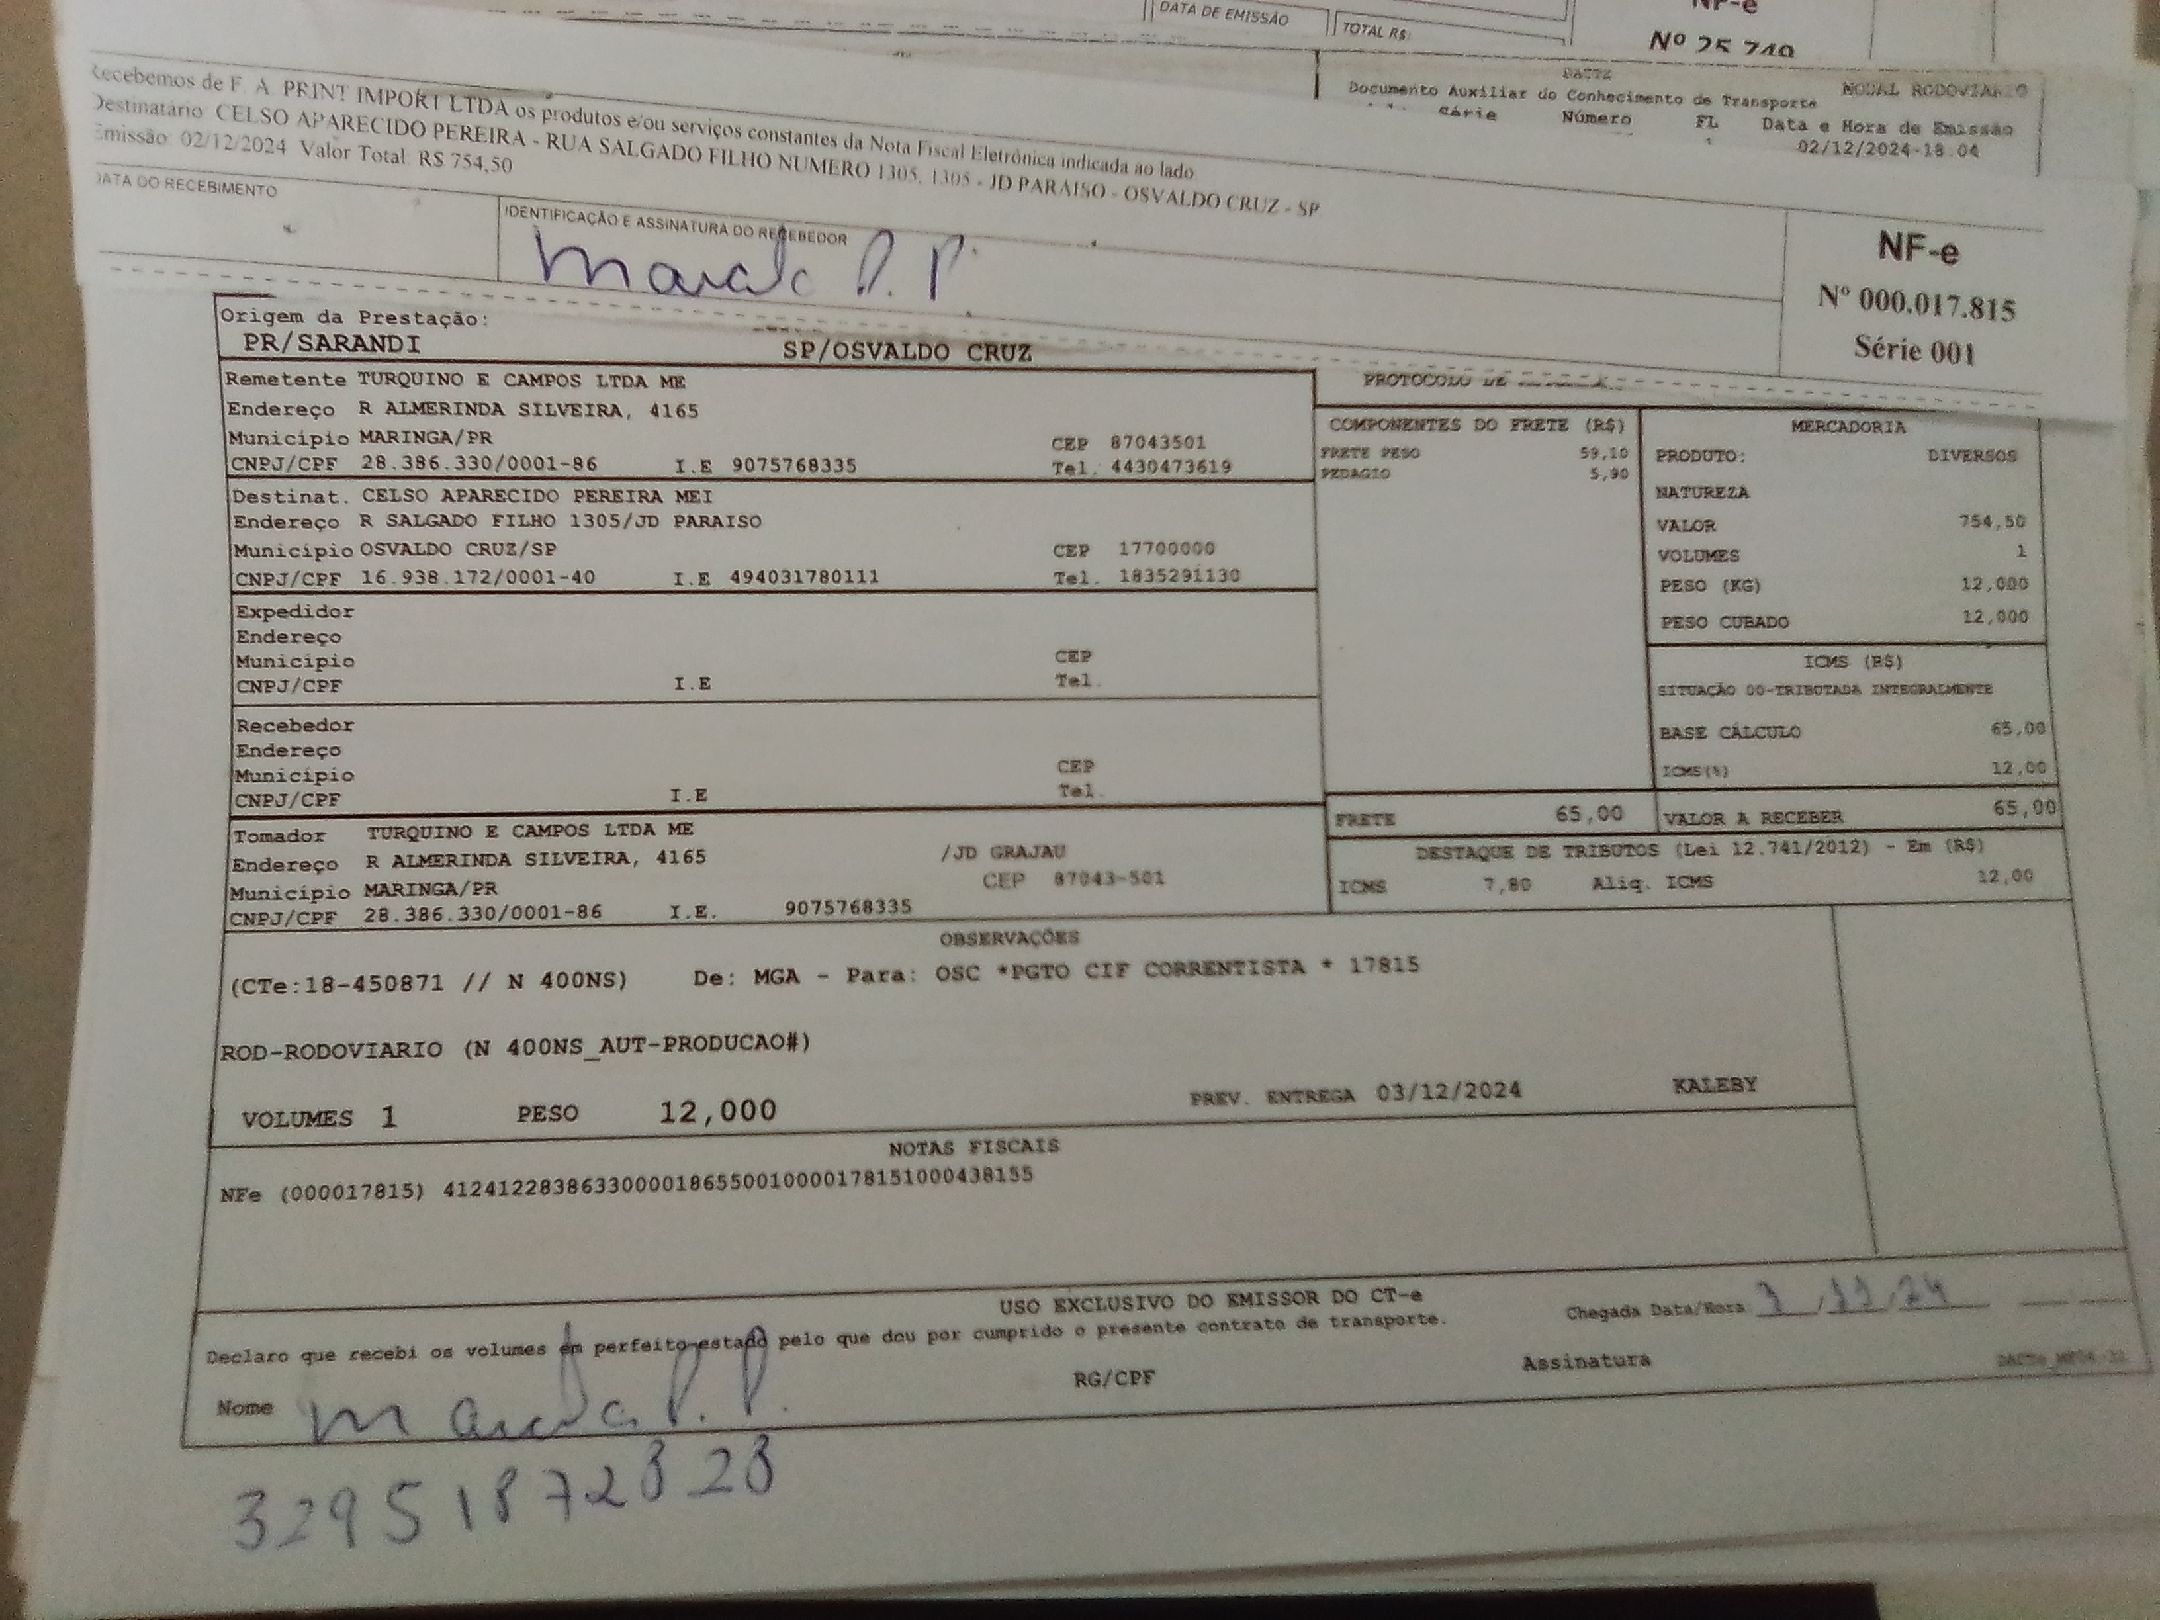 DATA DE EMISSÃO
TOTAL R$:
NF-e
Nº 25.749
DACTE
MODAL RODOVIARIO
Documento Auxiliar do Conhecimento de Transporte
Série Número FL Data e Hora de Emissão
02/12/2024-18.04
Recebemos de F. A. PRINT IMPORT LTDA os produtos e/ou serviços constantes da Nota Fiscal Eletrônica indicada ao lado
Destinatário CELSO APARECIDO PEREIRA - RUA SALGADO FILHO NUMERO 1305, 1305 - JD PARAISO - OSVALDO CRUZ - SP
Emissão: 02/12/2024 Valor Total: R$ 754,50
DATA DO RECEBIMENTO
IDENTIFICAÇÃO E ASSINATURA DO RECEBEDOR
P. P.
NF-e
Nº 000.017.815
Série 001
Origem da Prestação:
PR/SARANDI SP/OSVALDO CRUZ
Remetente TURQUINO E CAMPOS LTDA ME
Endereço R ALMERINDA SILVEIRA, 4165
Município MARINGA/PR CEP 87043501
CNPJ/CPF 28.386.330/0001-86 I.E 9075768335 Tel. 4430473619
Destinat. CELSO APARECIDO PEREIRA MEI
Endereço R SALGADO FILHO 1305/JD PARAISO
Município OSVALDO CRUZ/SP CEP 17700000
CNPJ/CPF 16.938.172/0001-40 I.E 494031780111 Tel. 1835291130
Expedidor
Endereço
Município CEP
CNPJ/CPF I.E Tel.
Recebedor
Endereço
Município CEP
CNPJ/CPF I.E Tel.
Tomador TURQUINO E CAMPOS LTDA ME
Endereço R ALMERINDA SILVEIRA, 4165 /JD GRAJAU
Município MARINGA/PR CEP 87043-501
CNPJ/CPF 28.386.330/0001-86 I.E. 9075768335
PROTOCOLO DE
COMPONENTES DO FRETE (R$)
FRETE PESO 59,10
PEDAGIO 5,90
FRETE 65,00
MERCADORIA
PRODUTO: DIVERSOS
NATUREZA
VALOR 754,50
VOLUMES 1
PESO (KG) 12,000
PESO CUBADO 12,000
ICMS (R$)
SITUAÇÃO 00-TRIBUTADA INTEGRALMENTE
BASE CÁLCULO 65,00
ICMS(%) 12,00
VALOR A RECEBER 65,00
DESTAQUE DE TRIBUTOS (Lei 12.741/2012) - Em (R$)
ICMS 7,80 Aliq. ICMS 12,00
OBSERVAÇÕES
(CTe:18-450871 // N 400NS) De: MGA - Para: OSC *PGTO CIF CORRENTISTA * 17815
ROD-RODOVIARIO (N 400NS_AUT-PRODUCAO#)
VOLUMES 1 PESO 12,000 PREV. ENTREGA 03/12/2024 KALEBY
NOTAS FISCAIS
NFe (000017815) 41241228386330000186550010000178151000438155
USO EXCLUSIVO DO EMISSOR DO CT-e
Declaro que recebi os volumes em perfeito estado pelo que dou por cumprido o presente contrato de transporte.
Chegada Data/Hora
Nome P. P. RG/CPF Assinatura
32951872828